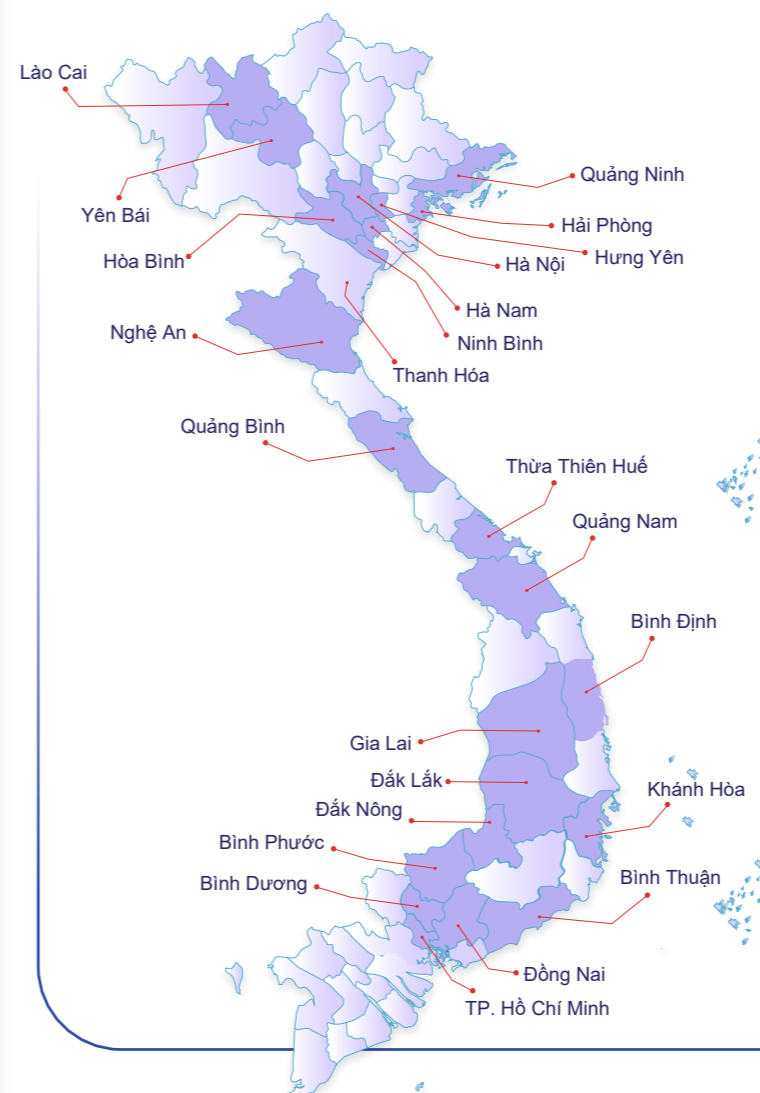 Lào Cai
Quảng Ninh
Yên Bái
Hải Phòng
Hòa Bình
Hà Nội
Hưng Yên
Hà Nam
Nghệ An
Ninh Bình
Thanh Hóa
Quảng Bình
Thừa Thiên Huế
Quảng Nam
Bình Định
Gia Lai
Đắk Lắk
Khánh Hòa
Đắk Nông
Bình Phước
Bình Thuận
Bình Dương
Đồng Nai
TP. Hồ Chí Minh